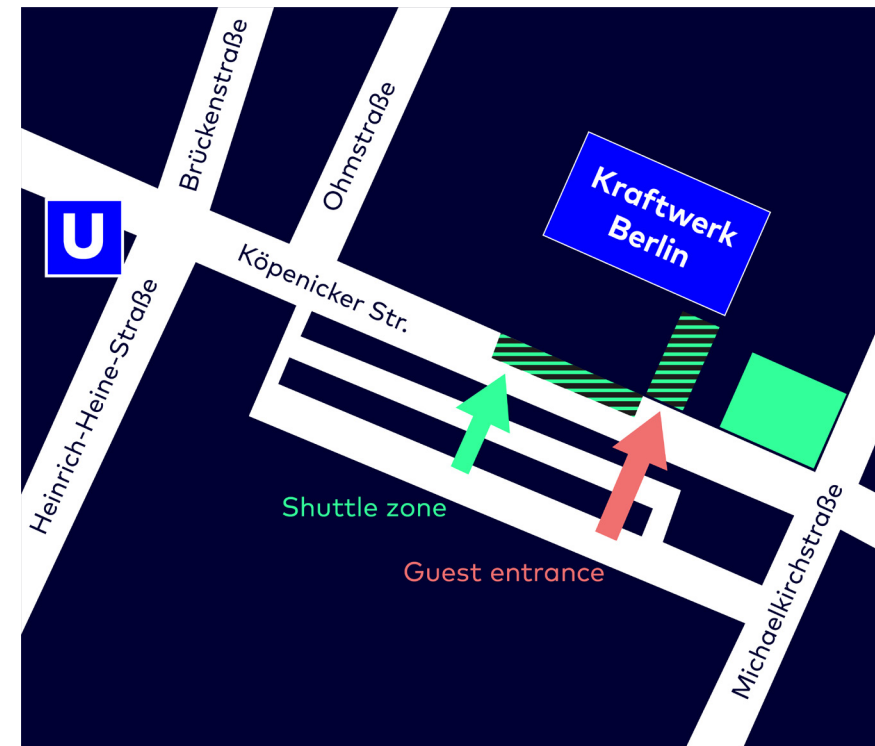 Brückenstraße
Ohmstraße
Kraftwerk
Berlin
U
Köpenicker Str.
Heinrich-Heine-Straße
Shuttle zone
Guest entrance
Michaelkirchstraße